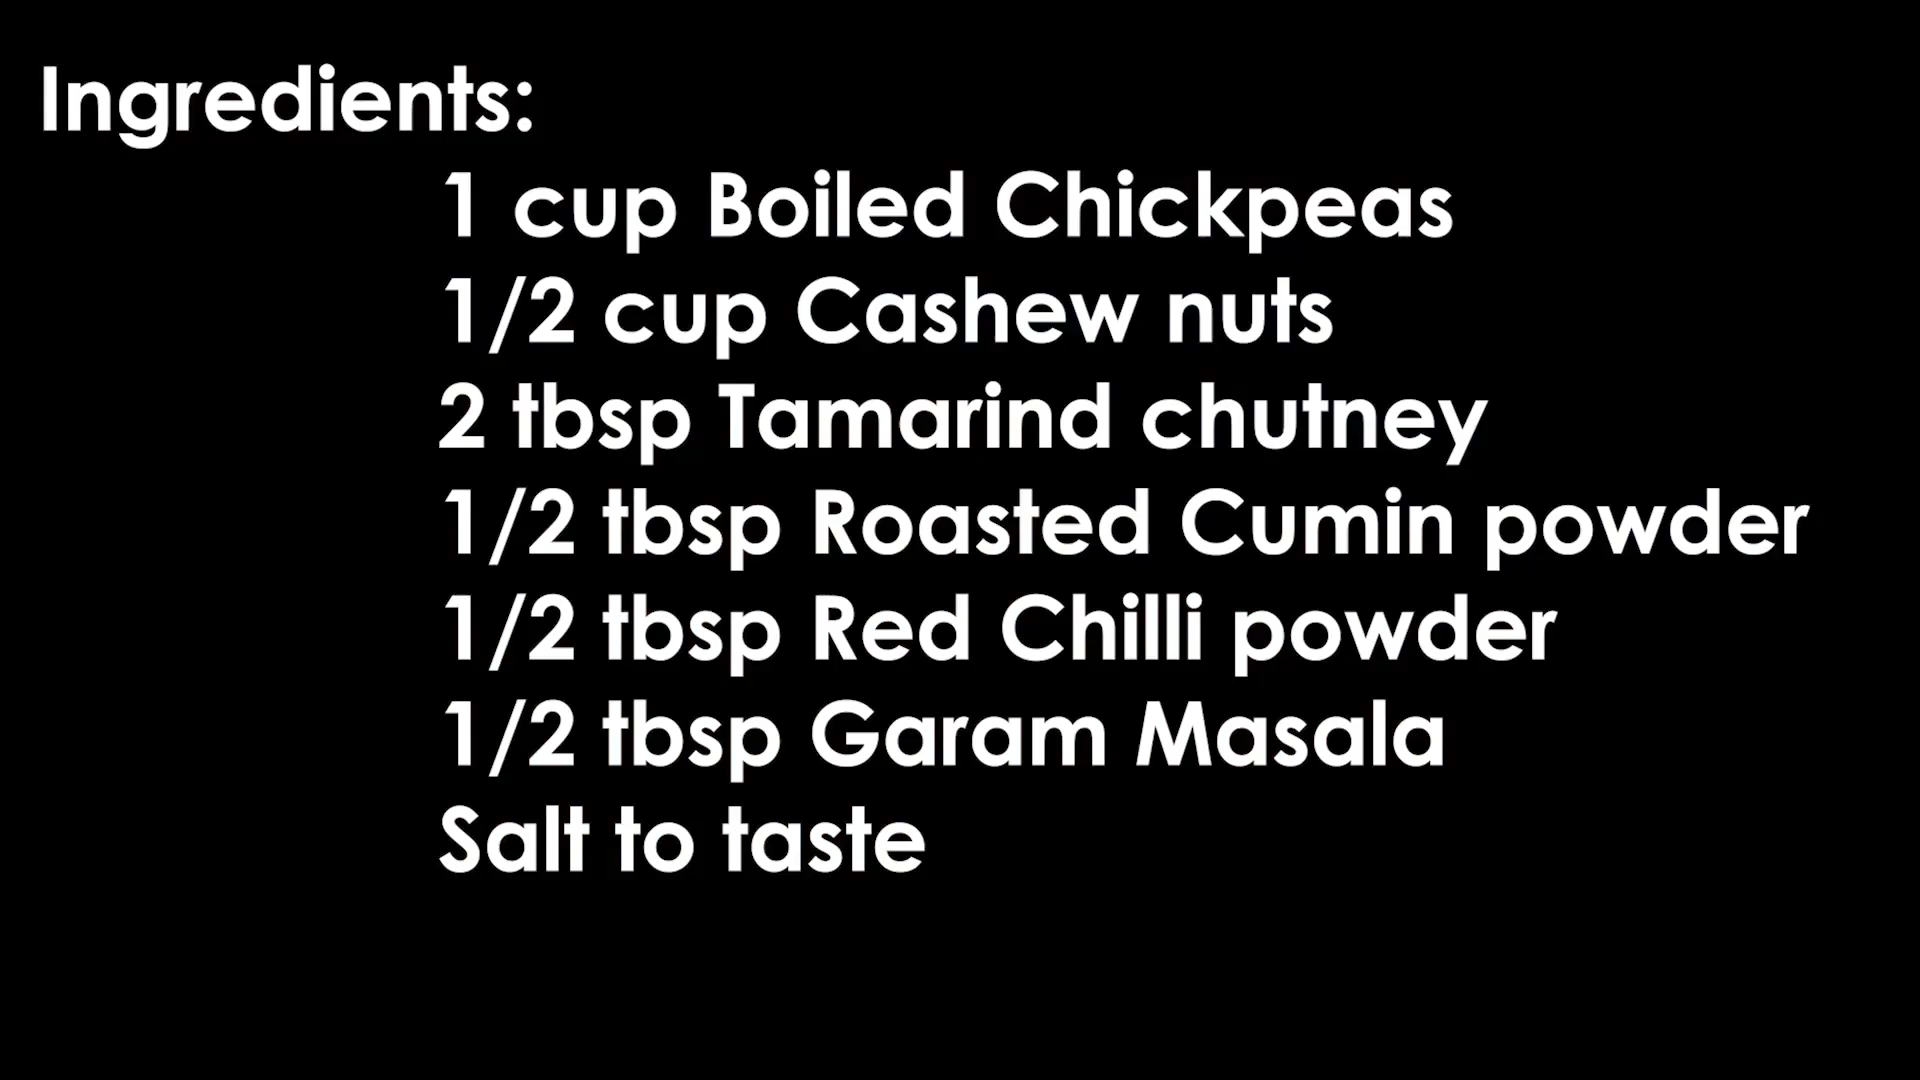 Ingredients:
1 cup Boiled Chickpeas
1/2 cup Cashew nuts
2 tbsp Tamarind chutney
1/2 tbsp Roasted Cumin powder
1/2 tbsp Red Chilli powder
1/2 tbsp Garam Masala
Salt to taste